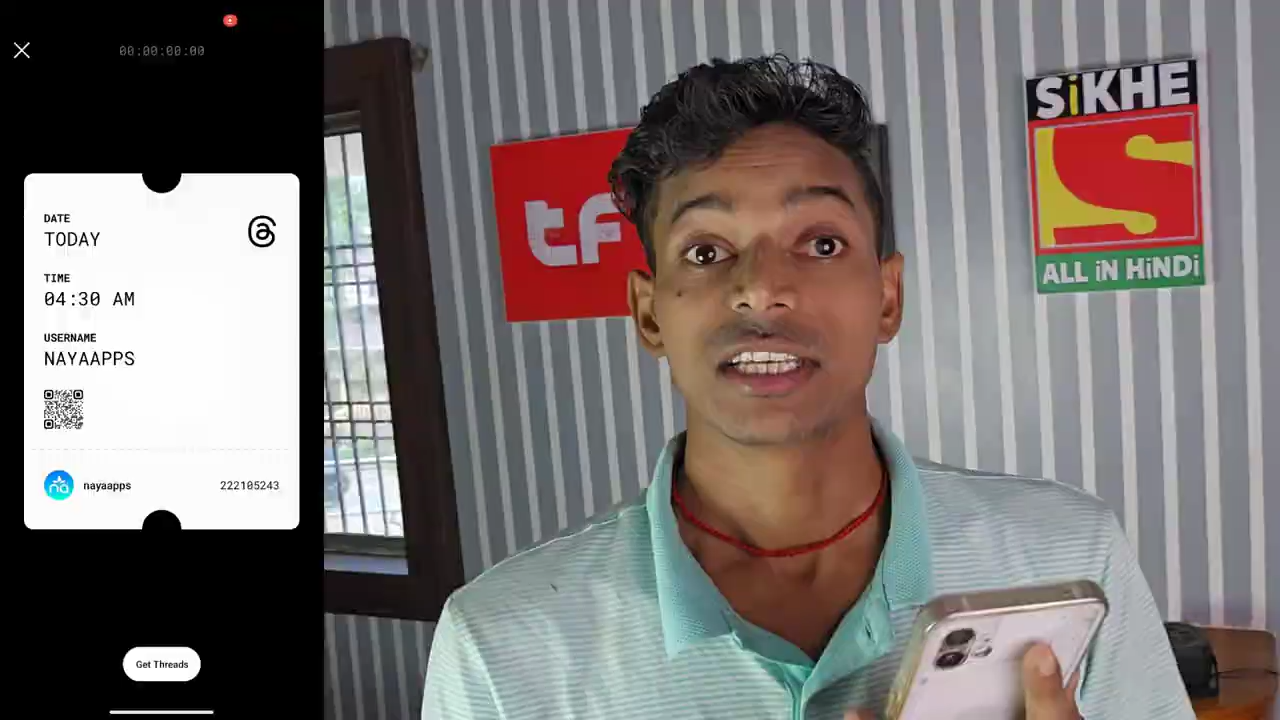 00:00:00:00
DATE
TODAY
TIME
04:30 AM
USERNAME
NAYAAPPS
na nayaapps 222105243
Get Threads
tF
SiKHE
S
ALL iN HiNDi